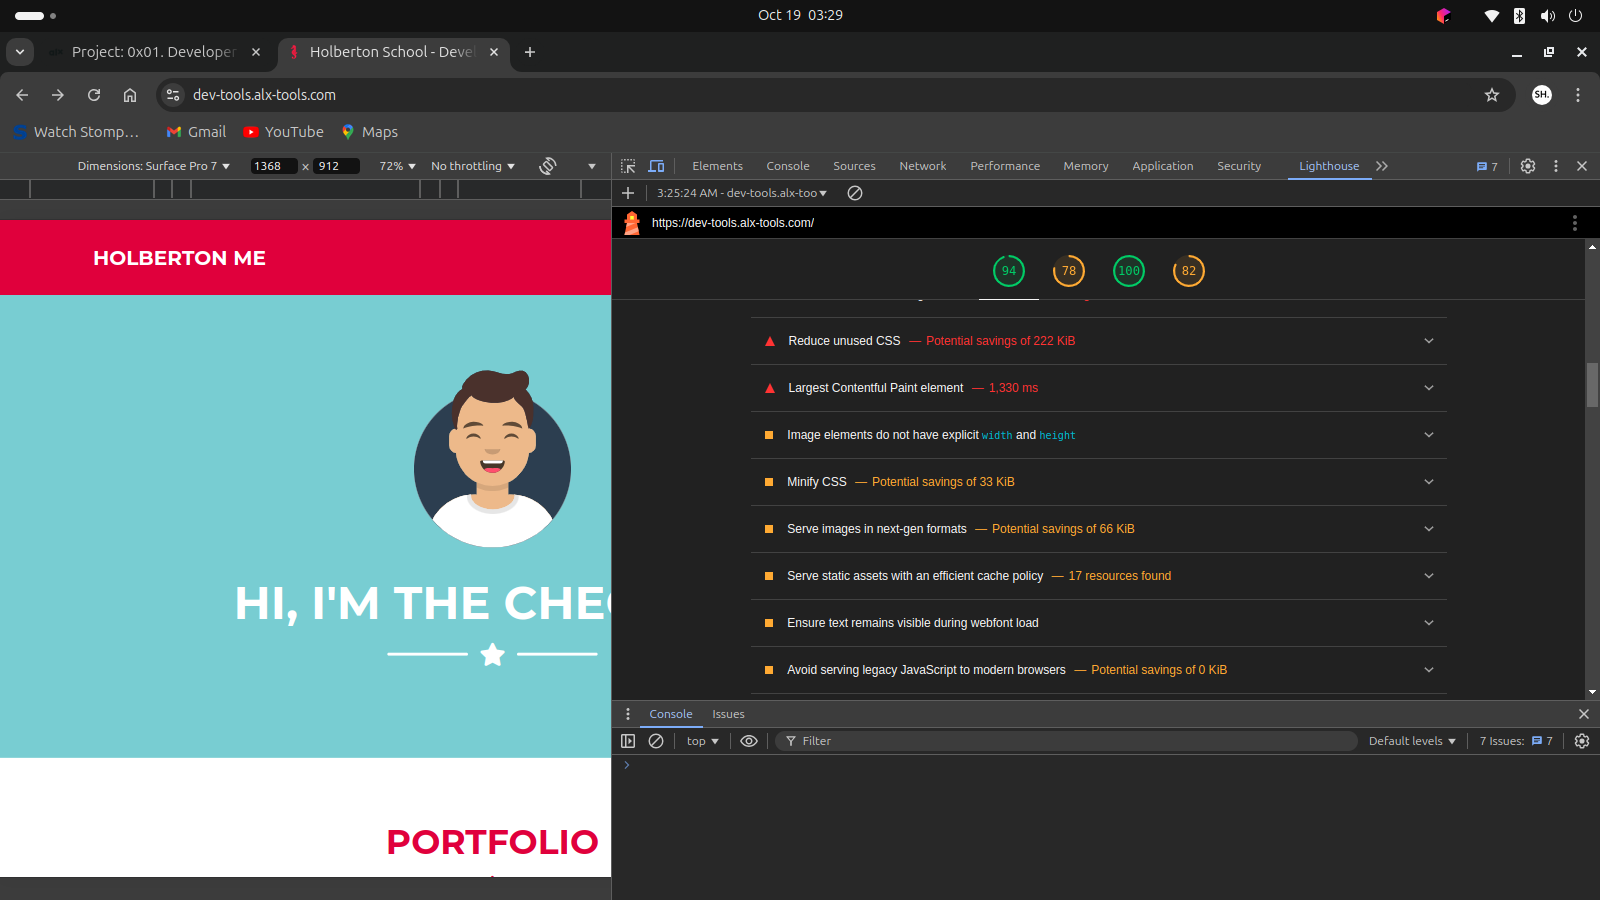 Oct 19 03:29
Project: 0x01. Developer
Holberton School - Deve
dev-tools.alx-tools.com
SH.
Watch Stomp...
Gmail
YouTube
Maps
Dimensions: Surface Pro 7
1368 × 912
72%
No throttling
Elements
Console
Sources
Network
Performance
Memory
Application
Security
Lighthouse
7
3:25:24 AM - dev-tools.alx-too
https://dev-tools.alx-tools.com/
94
78
100
82
HOLBERTON ME
HI, I'M THE CHEC
PORTFOLIO
Reduce unused CSS — Potential savings of 222 KiB
Largest Contentful Paint element — 1,330 ms
Image elements do not have explicit width and height
Minify CSS — Potential savings of 33 KiB
Serve images in next-gen formats — Potential savings of 66 KiB
Serve static assets with an efficient cache policy — 17 resources found
Ensure text remains visible during webfont load
Avoid serving legacy JavaScript to modern browsers — Potential savings of 0 KiB
Console
Issues
top
Filter
Default levels
7 Issues: 7